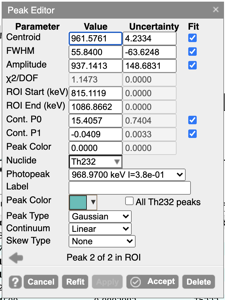 Peak Editor
Parameter Value Uncertainty Fit
Centroid 961.5761 4.2334
FWHM 55.8400 -63.6248
Amplitude 937.1413 148.6831
χ2/DOF 1.1473 0.0000
ROI Start (keV) 815.1119 0.0000
ROI End (keV) 1086.8662 0.0000
Cont. P0 15.4057 0.7404
Cont. P1 -0.0409 0.0033
Peak Color 0.0000 0.0000
Nuclide Th232
Photopeak 968.9700 keV I=3.8e-01
Label
Peak Color All Th232 peaks
Peak Type Gaussian
Continuum Linear
Skew Type None
Peak 2 of 2 in ROI
? Cancel Refit Apply Accept Delete